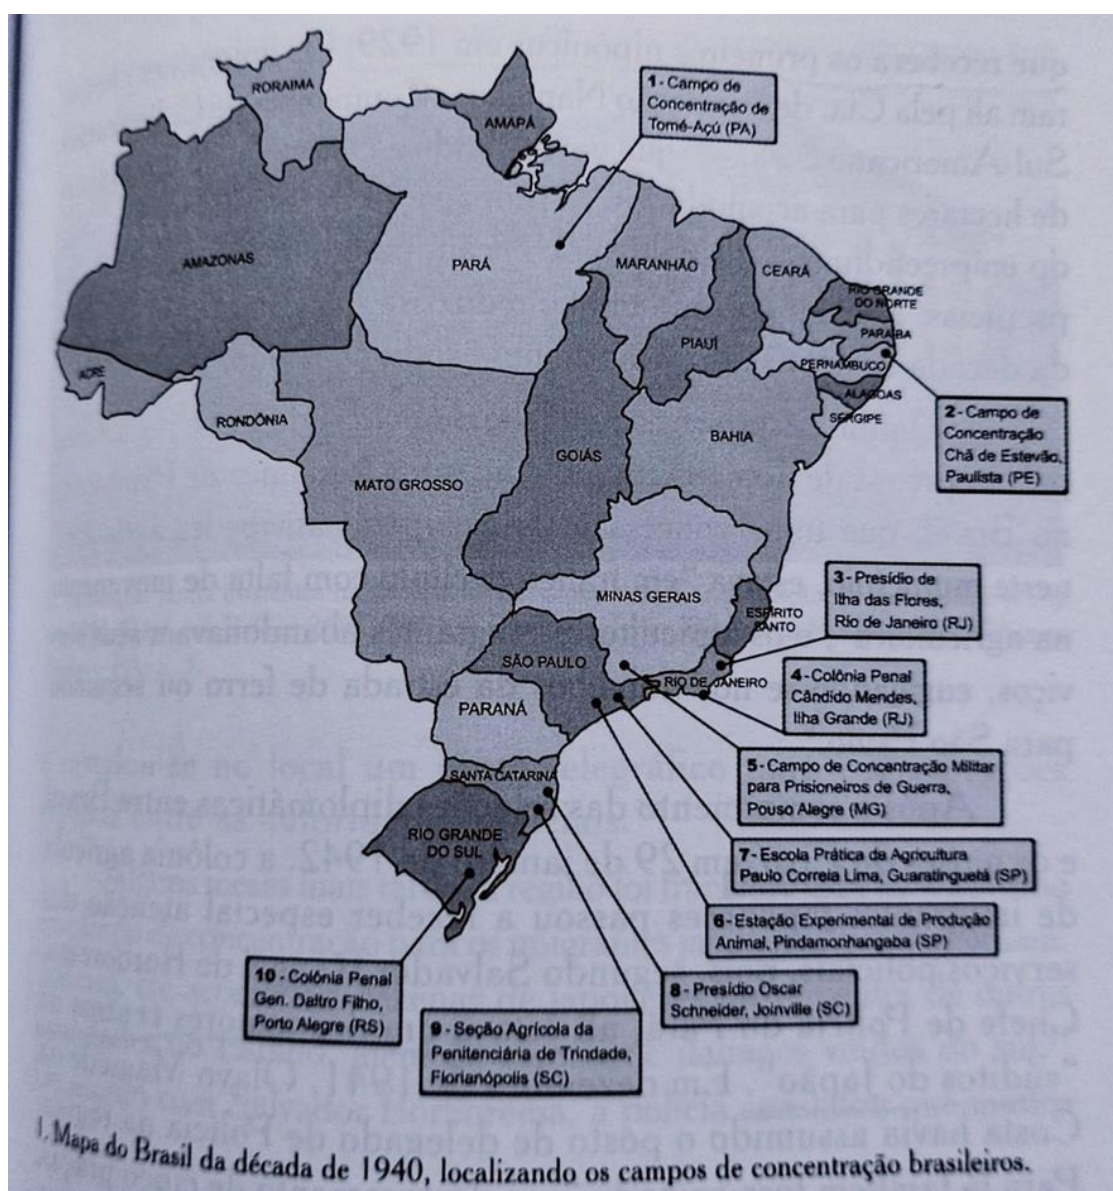 RORAIMA
AMAPÁ
1 - Campo de
Concentração de
Tomé-Açú (PA)
AMAZONAS
PARÁ
MARANHÃO
CEARÁ
RIO GRANDE
DO NORTE
PARAIBA
PIAUÍ
PERNAMBUCO
ACRE
ALAGOAS
SERGIPE
RONDÔNIA
BAHIA
GOIÁS
MATO GROSSO
2 - Campo de
Concentração
Chã de Estevão,
Paulista (PE)
MINAS GERAIS
ESPIRITO
SANTO
3 - Presídio de
Ilha das Flores,
Rio de Janeiro (RJ)
SÃO PAULO
RIO DE JANEIRO
4 - Colônia Penal
Cândido Mendes,
Ilha Grande (RJ)
PARANÁ
5 - Campo de Concentração Militar
para Prisioneiros de Guerra,
Pouso Alegre (MG)
SANTA CATARINA
RIO GRANDE
DO SUL
7 - Escola Prática da Agricultura
Paulo Correia Lima, Guaratinguetá (SP)
6 - Estação Experimental de Produção
Animal, Pindamonhangaba (SP)
8 - Presídio Oscar
Schneider, Joinville (SC)
10 - Colônia Penal
Gen. Daltro Filho,
Porto Alegre (RS)
9 - Seção Agrícola da
Penitenciária de Trindade,
Florianópolis (SC)
1. Mapa do Brasil da década de 1940, localizando os campos de concentração brasileiros.